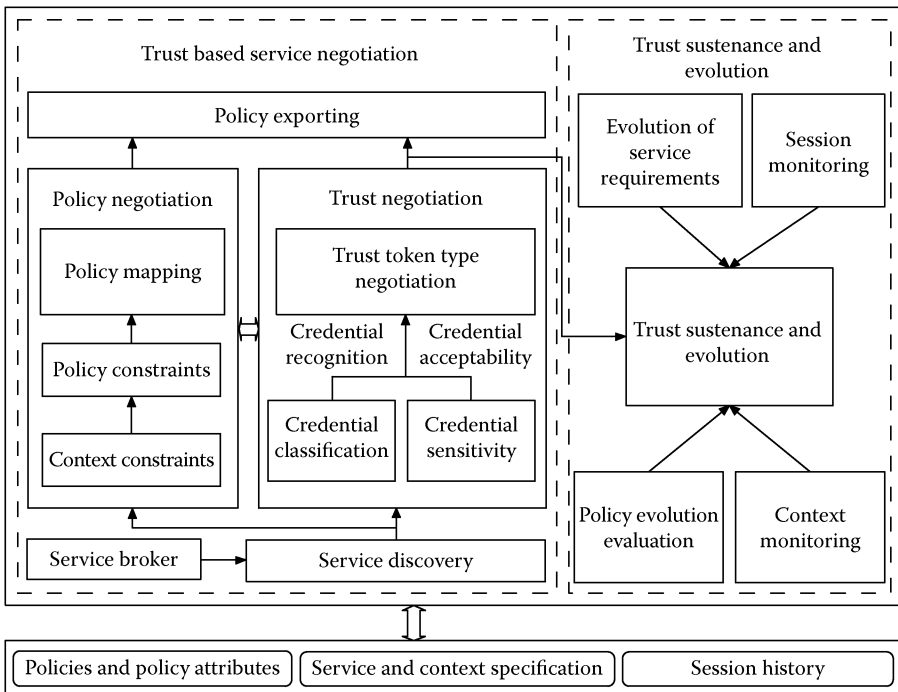 Trust based service negotiation
Policy exporting
Policy negotiation
Policy mapping
Policy constraints
Context constraints
Trust negotiation
Trust token type
negotiation
Credential
recognition
Credential
acceptability
Credential
classification
Credential
sensitivity
Service broker
Service discovery
Trust sustenance and
evolution
Evolution of
service
requirements
Session
monitoring
Trust sustenance and
evolution
Policy evolution
evaluation
Context
monitoring
Policies and policy attributes
Service and context specification
Session history